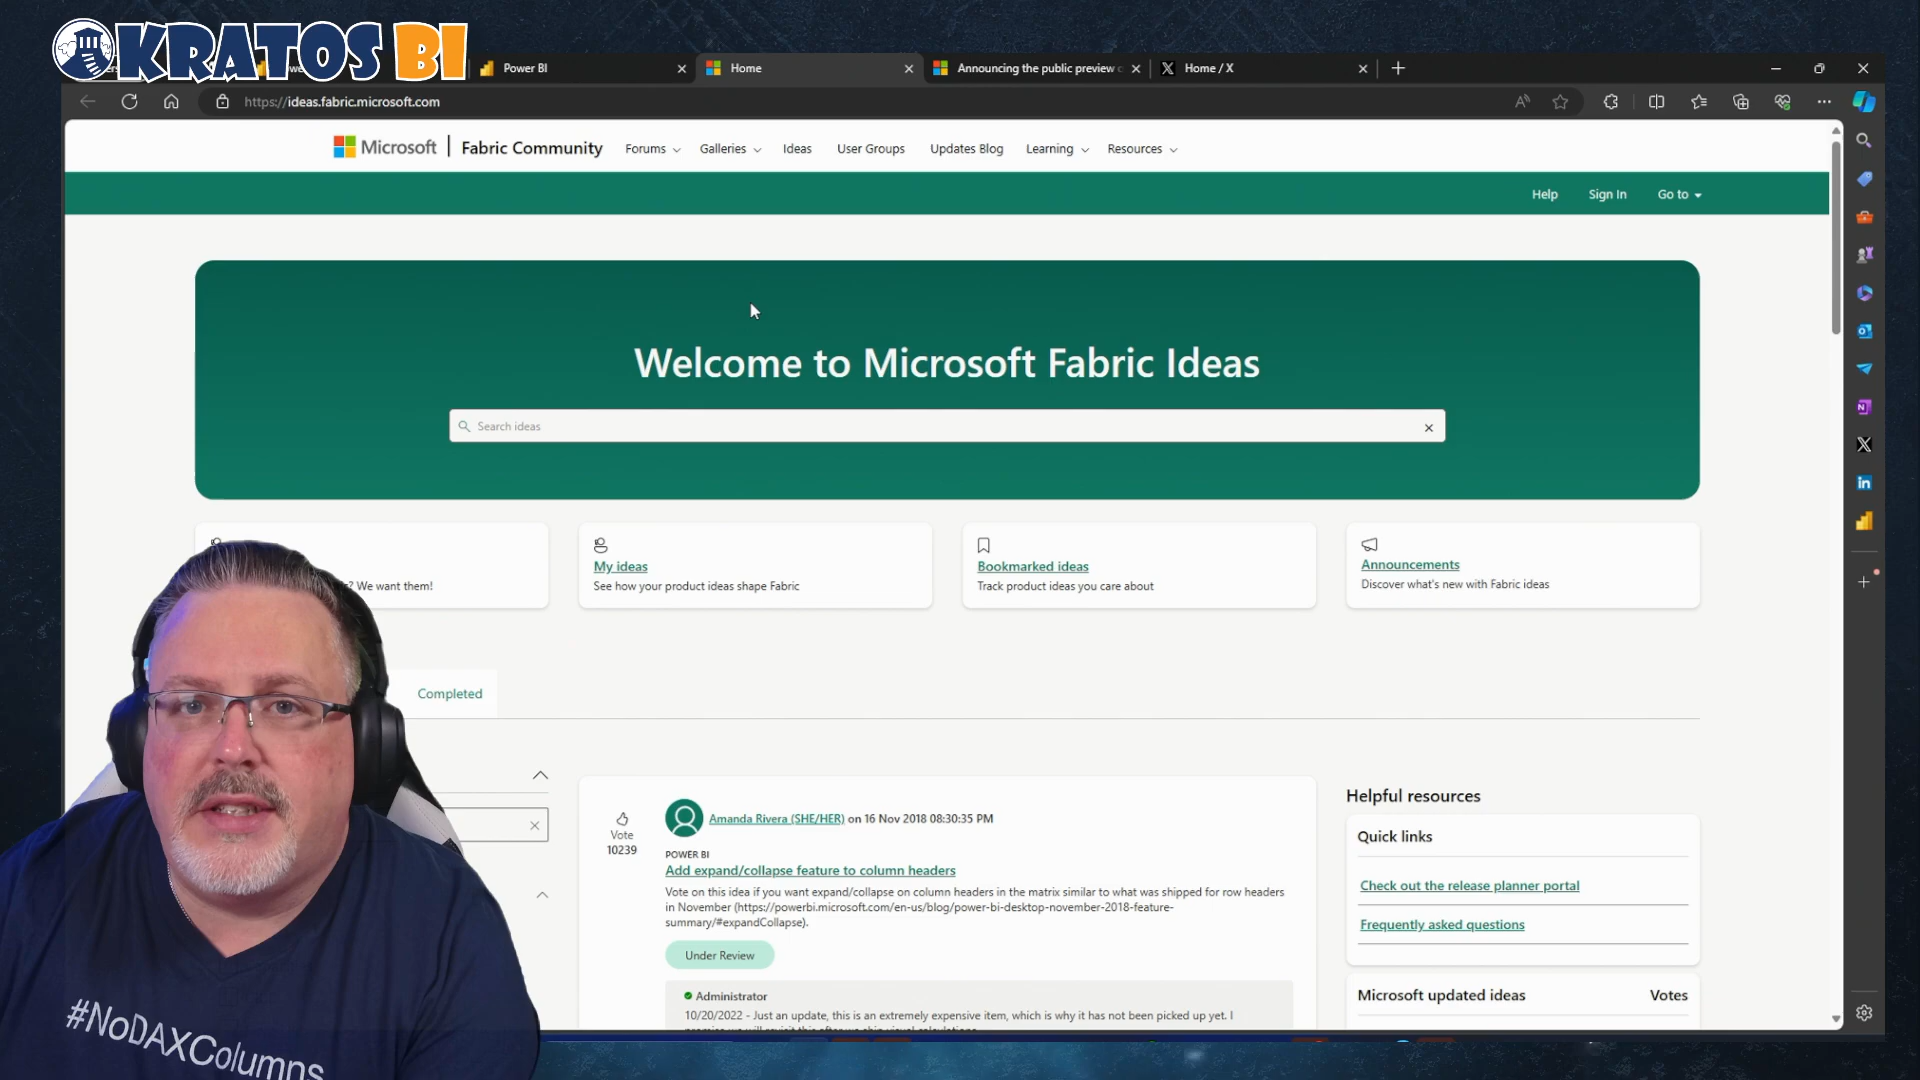 KRATOS BI
Power BI
Home
Announcing the public preview
Home / X
https://ideas.fabric.microsoft.com
Microsoft
Fabric Community
Forums
Galleries
Ideas
User Groups
Updates Blog
Learning
Resources
Help
Sign In
Go to
Welcome to Microsoft Fabric Ideas
Search ideas
? We want them!
My ideas
See how your product ideas shape Fabric
Bookmarked ideas
Track product ideas you care about
Announcements
Discover what's new with Fabric ideas
Completed
Vote
10239
Amanda Rivera (SHE/HER) on 16 Nov 2018 08:30:35 PM
POWER BI
Add expand/collapse feature to column headers
Vote on this idea if you want expand/collapse on column headers in the matrix similar to what was shipped for row headers
in November (https://powerbi.microsoft.com/en-us/blog/power-bi-desktop-november-2018-feature-
summary/#expandCollapse).
Under Review
Administrator
10/20/2022 - Just an update, this is an extremely expensive item, which is why it has not been picked up yet. I
Helpful resources
Quick links
Check out the release planner portal
Frequently asked questions
Microsoft updated ideas
Votes
#NoDAXColumns